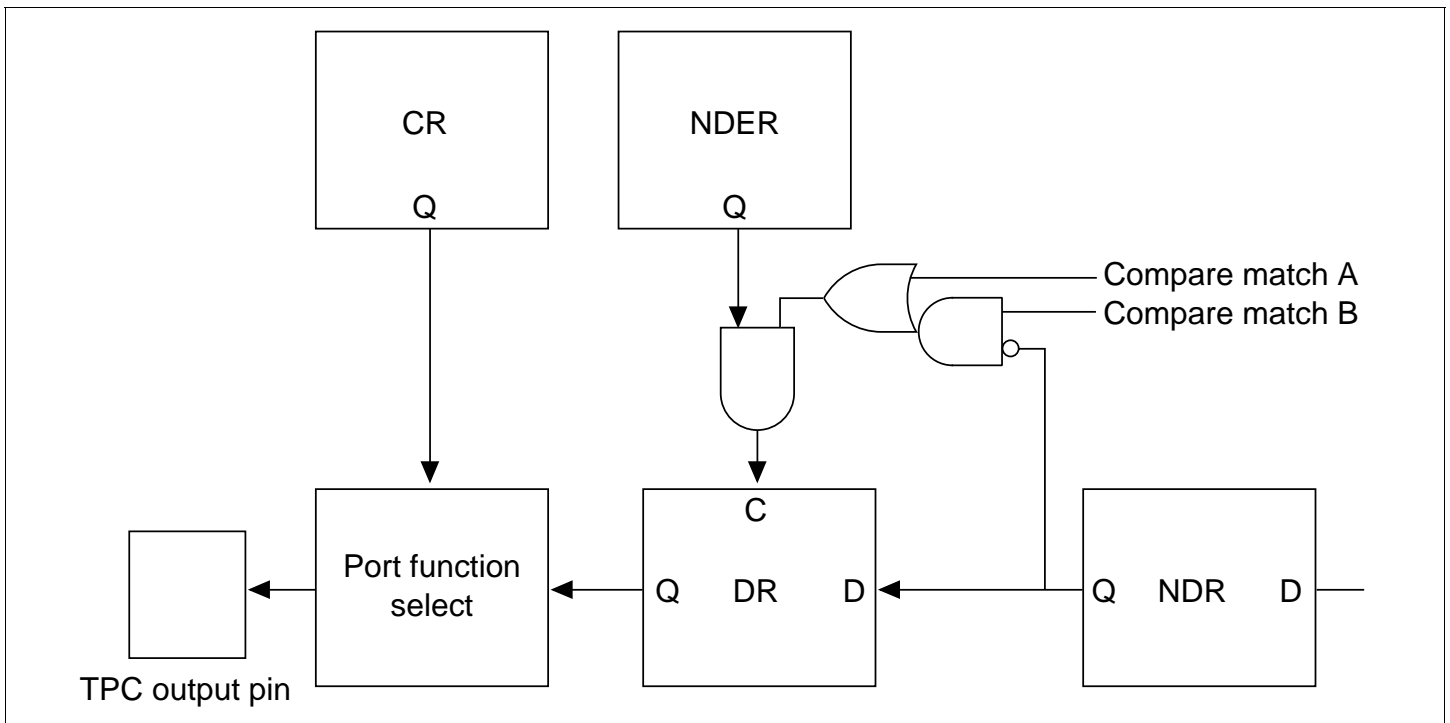 CR
NDER
Q
Q
Compare match A
Compare match B
C
Port function
select
Q
DR
D
Q
NDR
D
TPC output pin